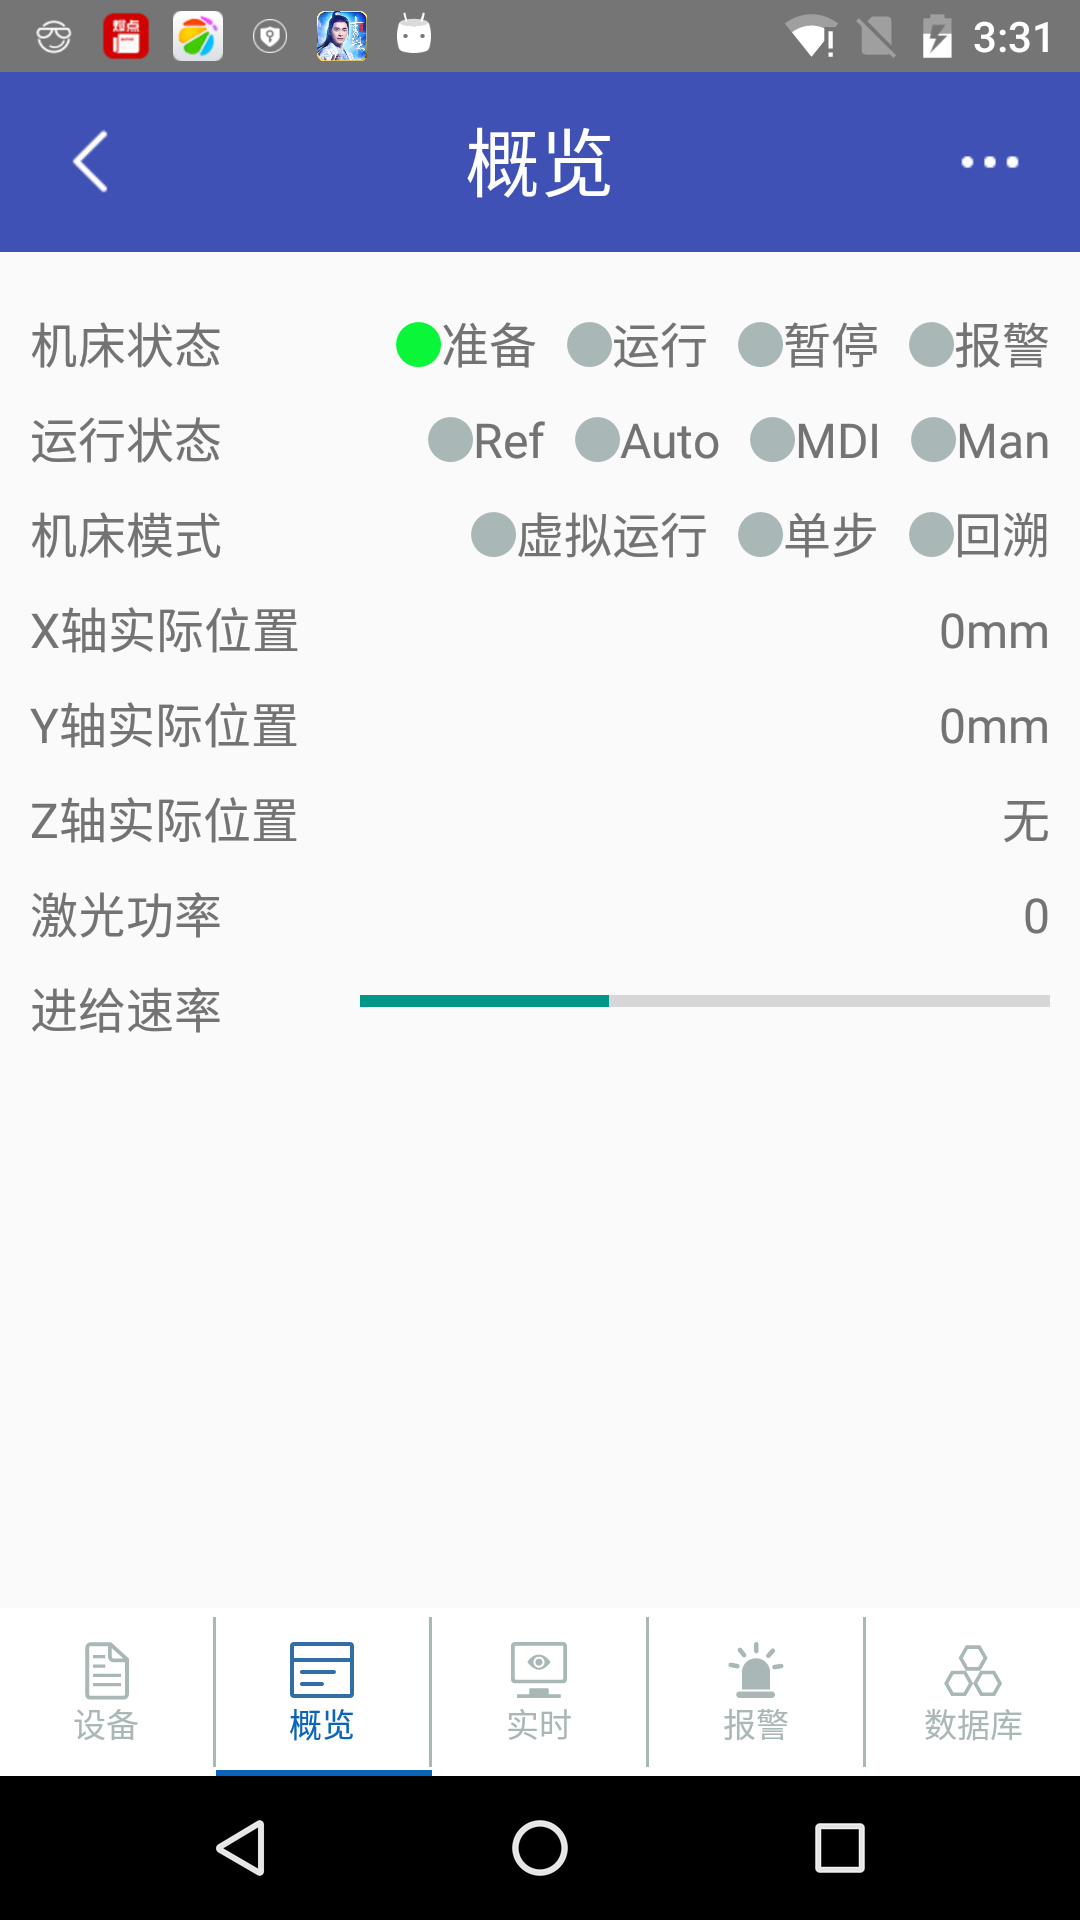 3:31
概览
机床状态 准备 运行 暂停 报警
运行状态 Ref Auto MDI Man
机床模式 虚拟运行 单步 回溯
X轴实际位置 0mm
Y轴实际位置 0mm
Z轴实际位置 无
激光功率 0
进给速率
设备 概览 实时 报警 数据库